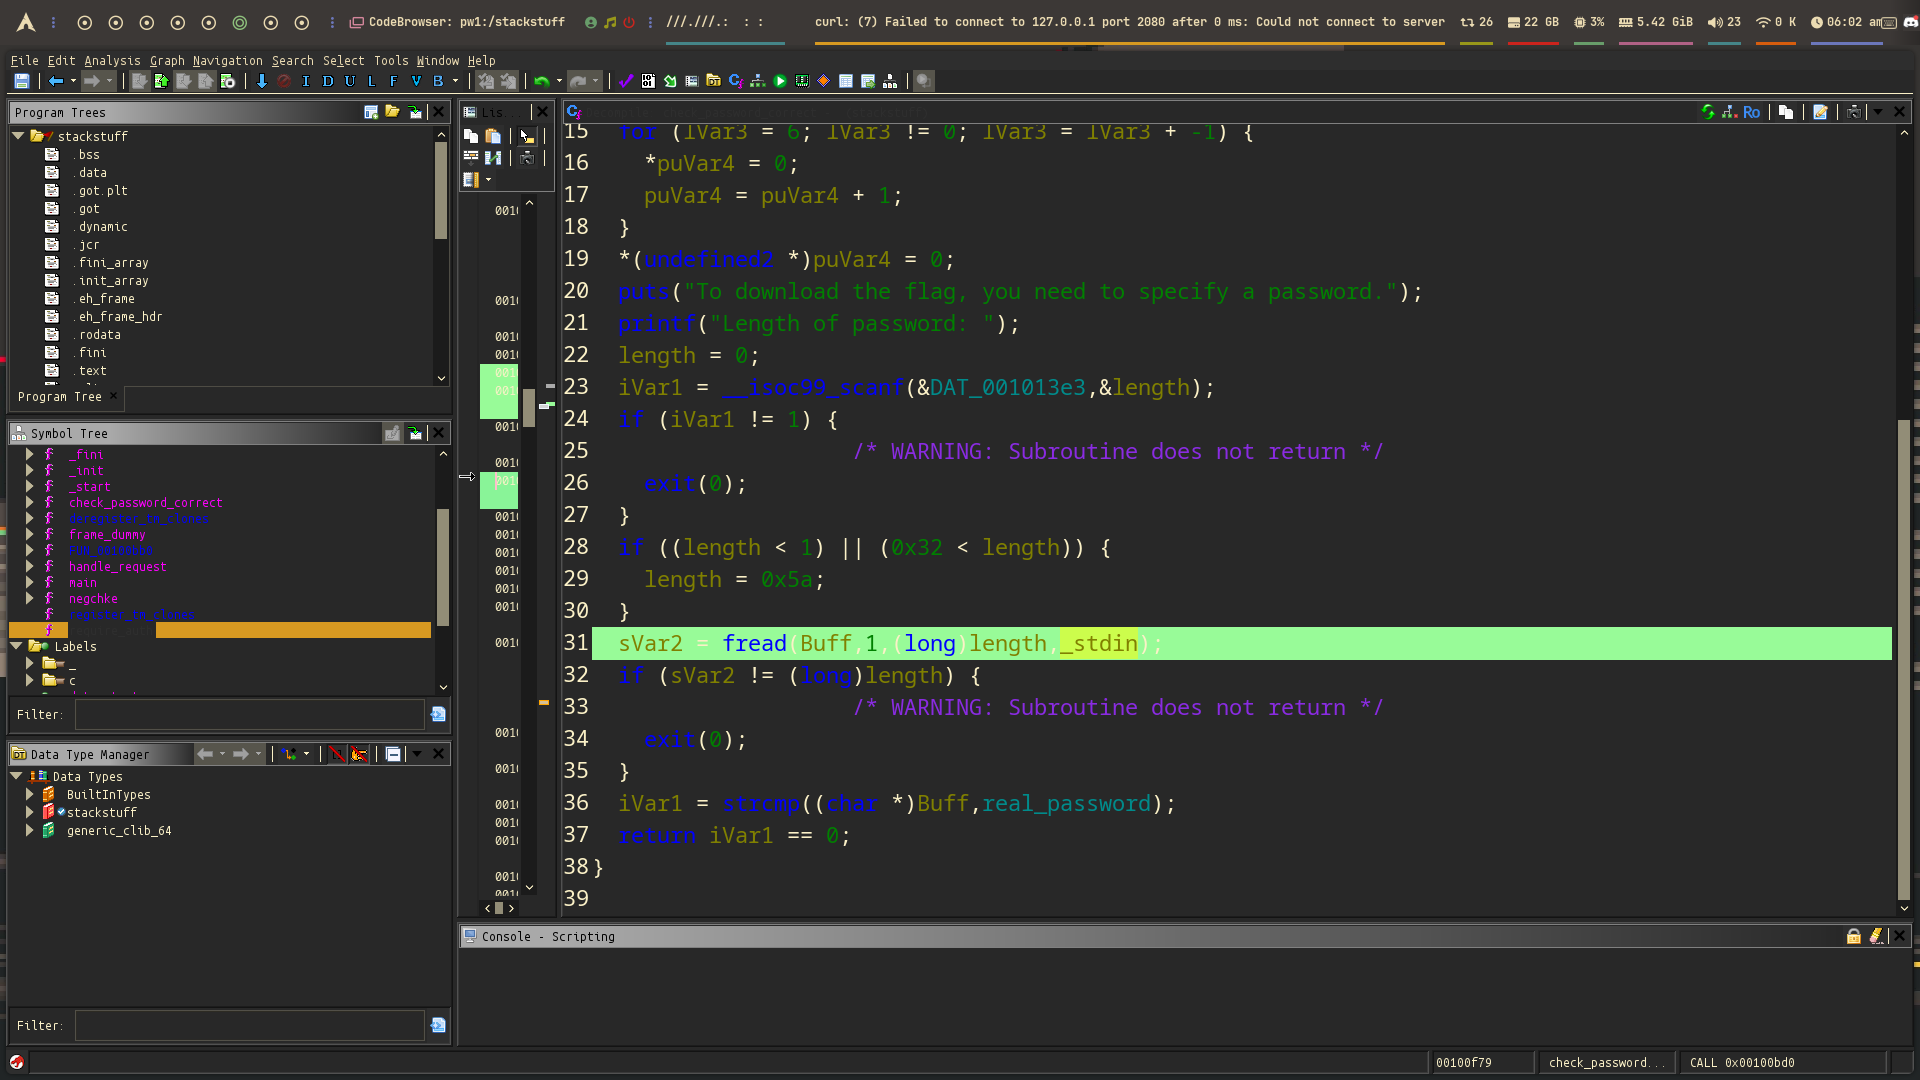 CodeBrowser: pw1:/stackstuff
///.///.: : :
curl: (7) Failed to connect to 127.0.0.1 port 2080 after 0 ms: Could not connect to server
26
22 GB
3%
5.42 GiB
23
0 K
06:02 am
File Edit Analysis Graph Navigation Search Select Tools Window Help
I D U L F V B
Program Trees
stackstuff
.bss
.data
.got.plt
.got
.dynamic
.jcr
.fini_array
.init_array
.eh_frame
.eh_frame_hdr
.rodata
.fini
.text
Program Tree
Symbol Tree
_fini
_init
_start
check_password_correct
deregister_tm_clones
frame_dummy
handle_request
main
negchke
register_tm_clones
Labels
_
c
Filter:
Data Type Manager
Data Types
BuiltInTypes
stackstuff
generic_clib_64
Filter:
Lis...
Ro
15 for (lVar3 = 6; lVar3 != 0; lVar3 = lVar3 + -1) {
16 *puVar4 = 0;
17 puVar4 = puVar4 + 1;
18 }
19 *(undefined2 *)puVar4 = 0;
20 puts("To download the flag, you need to specify a password.");
21 printf("Length of password: ");
22 length = 0;
23 iVar1 = __isoc99_scanf(&DAT_001013e3,&length);
24 if (iVar1 != 1) {
25 /* WARNING: Subroutine does not return */
26 exit(0);
27 }
28 if ((length < 1) || (0x32 < length)) {
29 length = 0x5a;
30 }
31 sVar2 = fread(Buff,1,(long)length,_stdin);
32 if (sVar2 != (long)length) {
33 /* WARNING: Subroutine does not return */
34 exit(0);
35 }
36 iVar1 = strcmp((char *)Buff,real_password);
37 return iVar1 == 0;
38 }
39
Console - Scripting
00100f79
check_password...
CALL 0x00100bd0